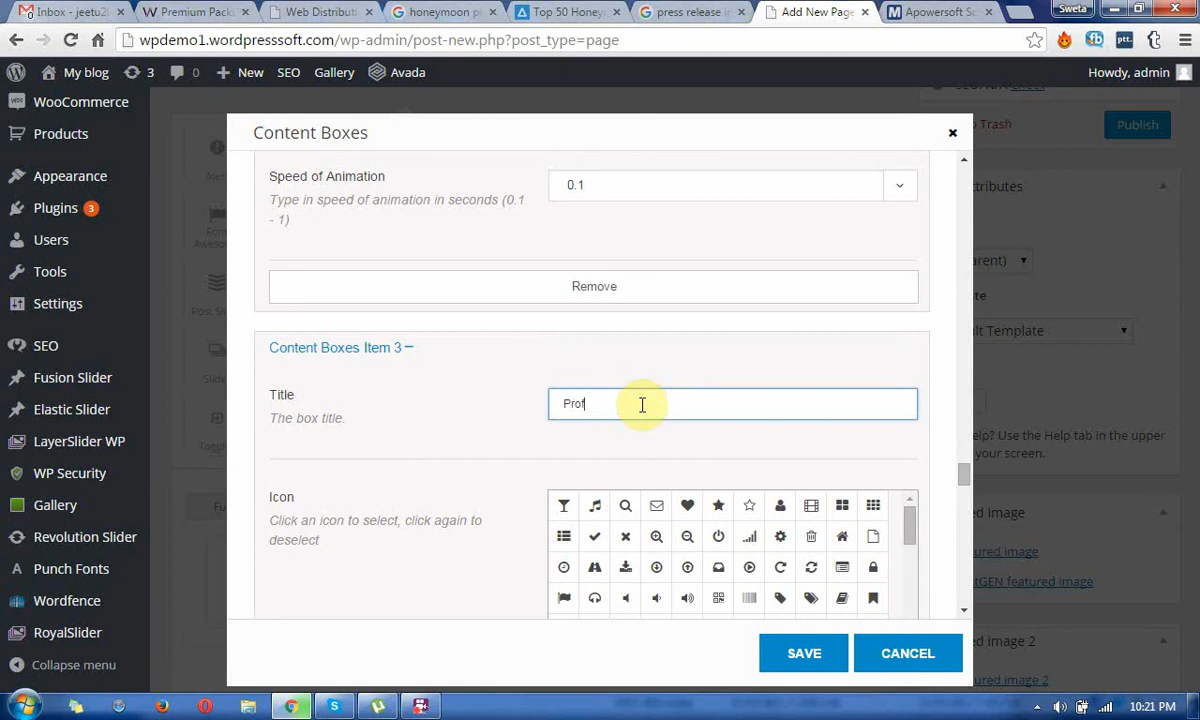 Inbox - jeetu2
Premium Pack
Web Distribut
honeymoon p
Top 50 Honey
press release i
Add New Page
Apowersoft Sc
Sweta
wpdemo1.wordpresssoft.com/wp-admin/post-new.php?post_type=page
My blog
3
0
New
SEO
Gallery
Avada
Howdy, admin
WooCommerce
Products
Appearance
Plugins 3
Users
Tools
Settings
SEO
Fusion Slider
Elastic Slider
LayerSlider WP
WP Security
Gallery
Revolution Slider
Punch Fonts
Wordfence
RoyalSlider
Collapse menu
Content Boxes
Speed of Animation
Type in speed of animation in seconds (0.1
- 1)
0.1
Remove
Content Boxes Item 3
Title
The box title.
Prof
Icon
Click an icon to select, click again to
deselect
SAVE
CANCEL
Trash
Publish
ttributes
arent)
ult Template
elp? Use the Help tab in the upper
your screen.
ed Image
tured image
tGEN featured image
ed image 2
ured image 2
10:21 PM